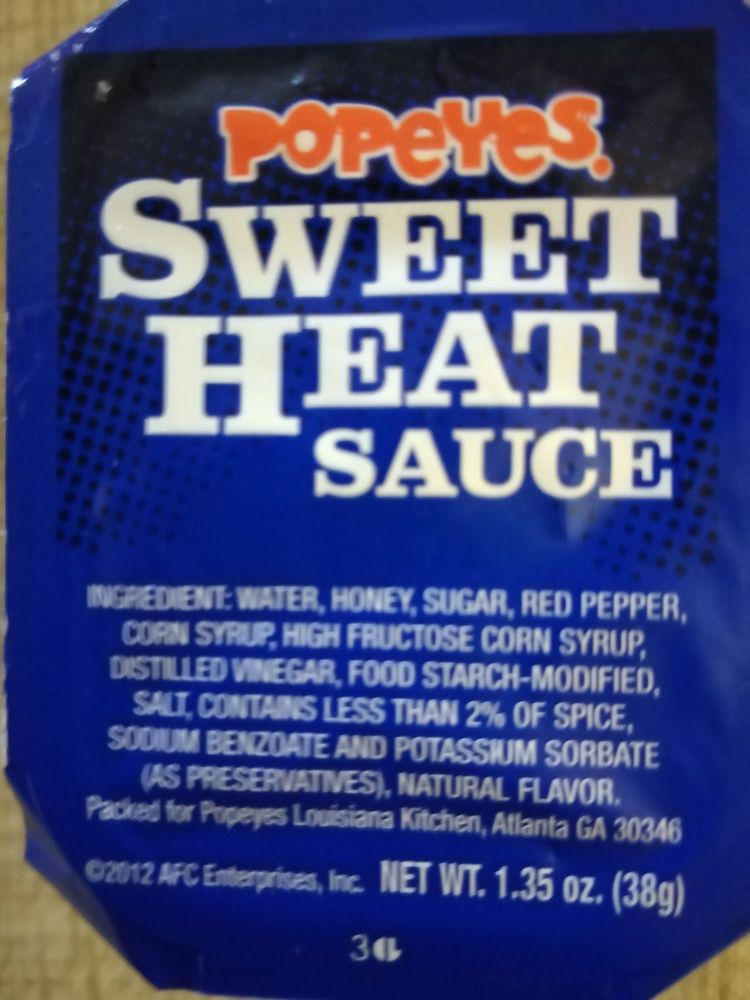 POPEYES.
SWEET
HEAT
SAUCE
INGREDIENT: WATER, HONEY, SUGAR, RED PEPPER,
CORN SYRUP, HIGH FRUCTOSE CORN SYRUP,
DISTILLED VINEGAR, FOOD STARCH-MODIFIED,
SALT, CONTAINS LESS THAN 2% OF SPICE,
SODIUM BENZOATE AND POTASSIUM SORBATE
(AS PRESERVATIVES), NATURAL FLAVOR.
Packed for Popeyes Louisiana Kitchen, Atlanta GA 30346
©2012 AFC Enterprises, Inc. NET WT. 1.35 oz. (38g)